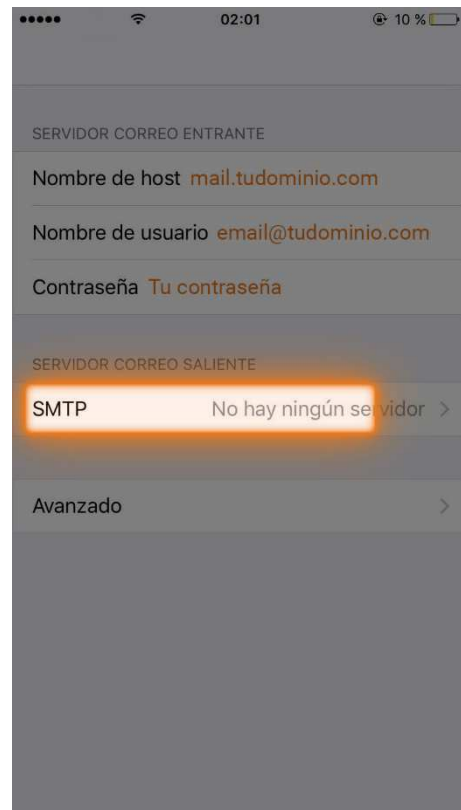 02:01 10 %
SERVIDOR CORREO ENTRANTE
Nombre de host mail.tudominio.com
Nombre de usuario email@tudominio.com
Contraseña Tu contraseña
SERVIDOR CORREO SALIENTE
SMTP No hay ningún servidor
Avanzado